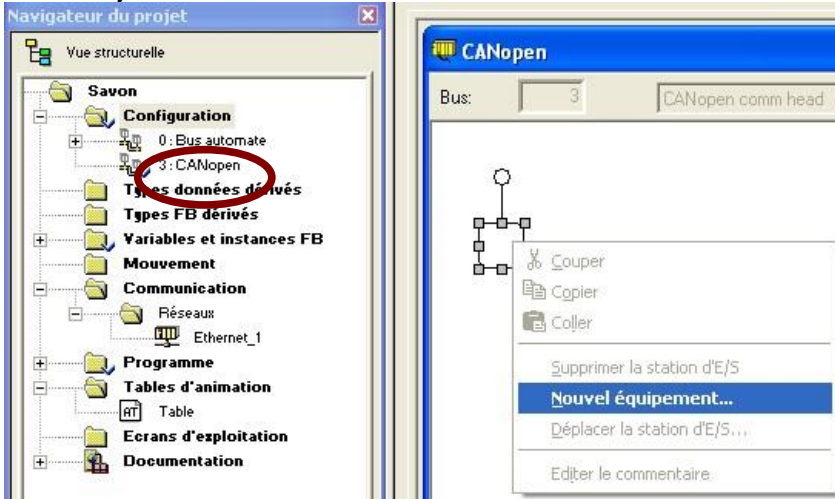 Navigateur du projet
Vue structurelle
Savon
Configuration
0 : Bus automate
3 : CANopen
Types données dérivés
Types FB dérivés
Variables et instances FB
Mouvement
Communication
Réseaux
Ethernet_1
Programme
Tables d'animation
Table
Ecrans d'exploitation
Documentation
CANopen
Bus: 3 CANopen comm head
Couper
Copier
Coller
Supprimer la station d'E/S
Nouvel équipement...
Déplacer la station d'E/S...
Editer le commentaire